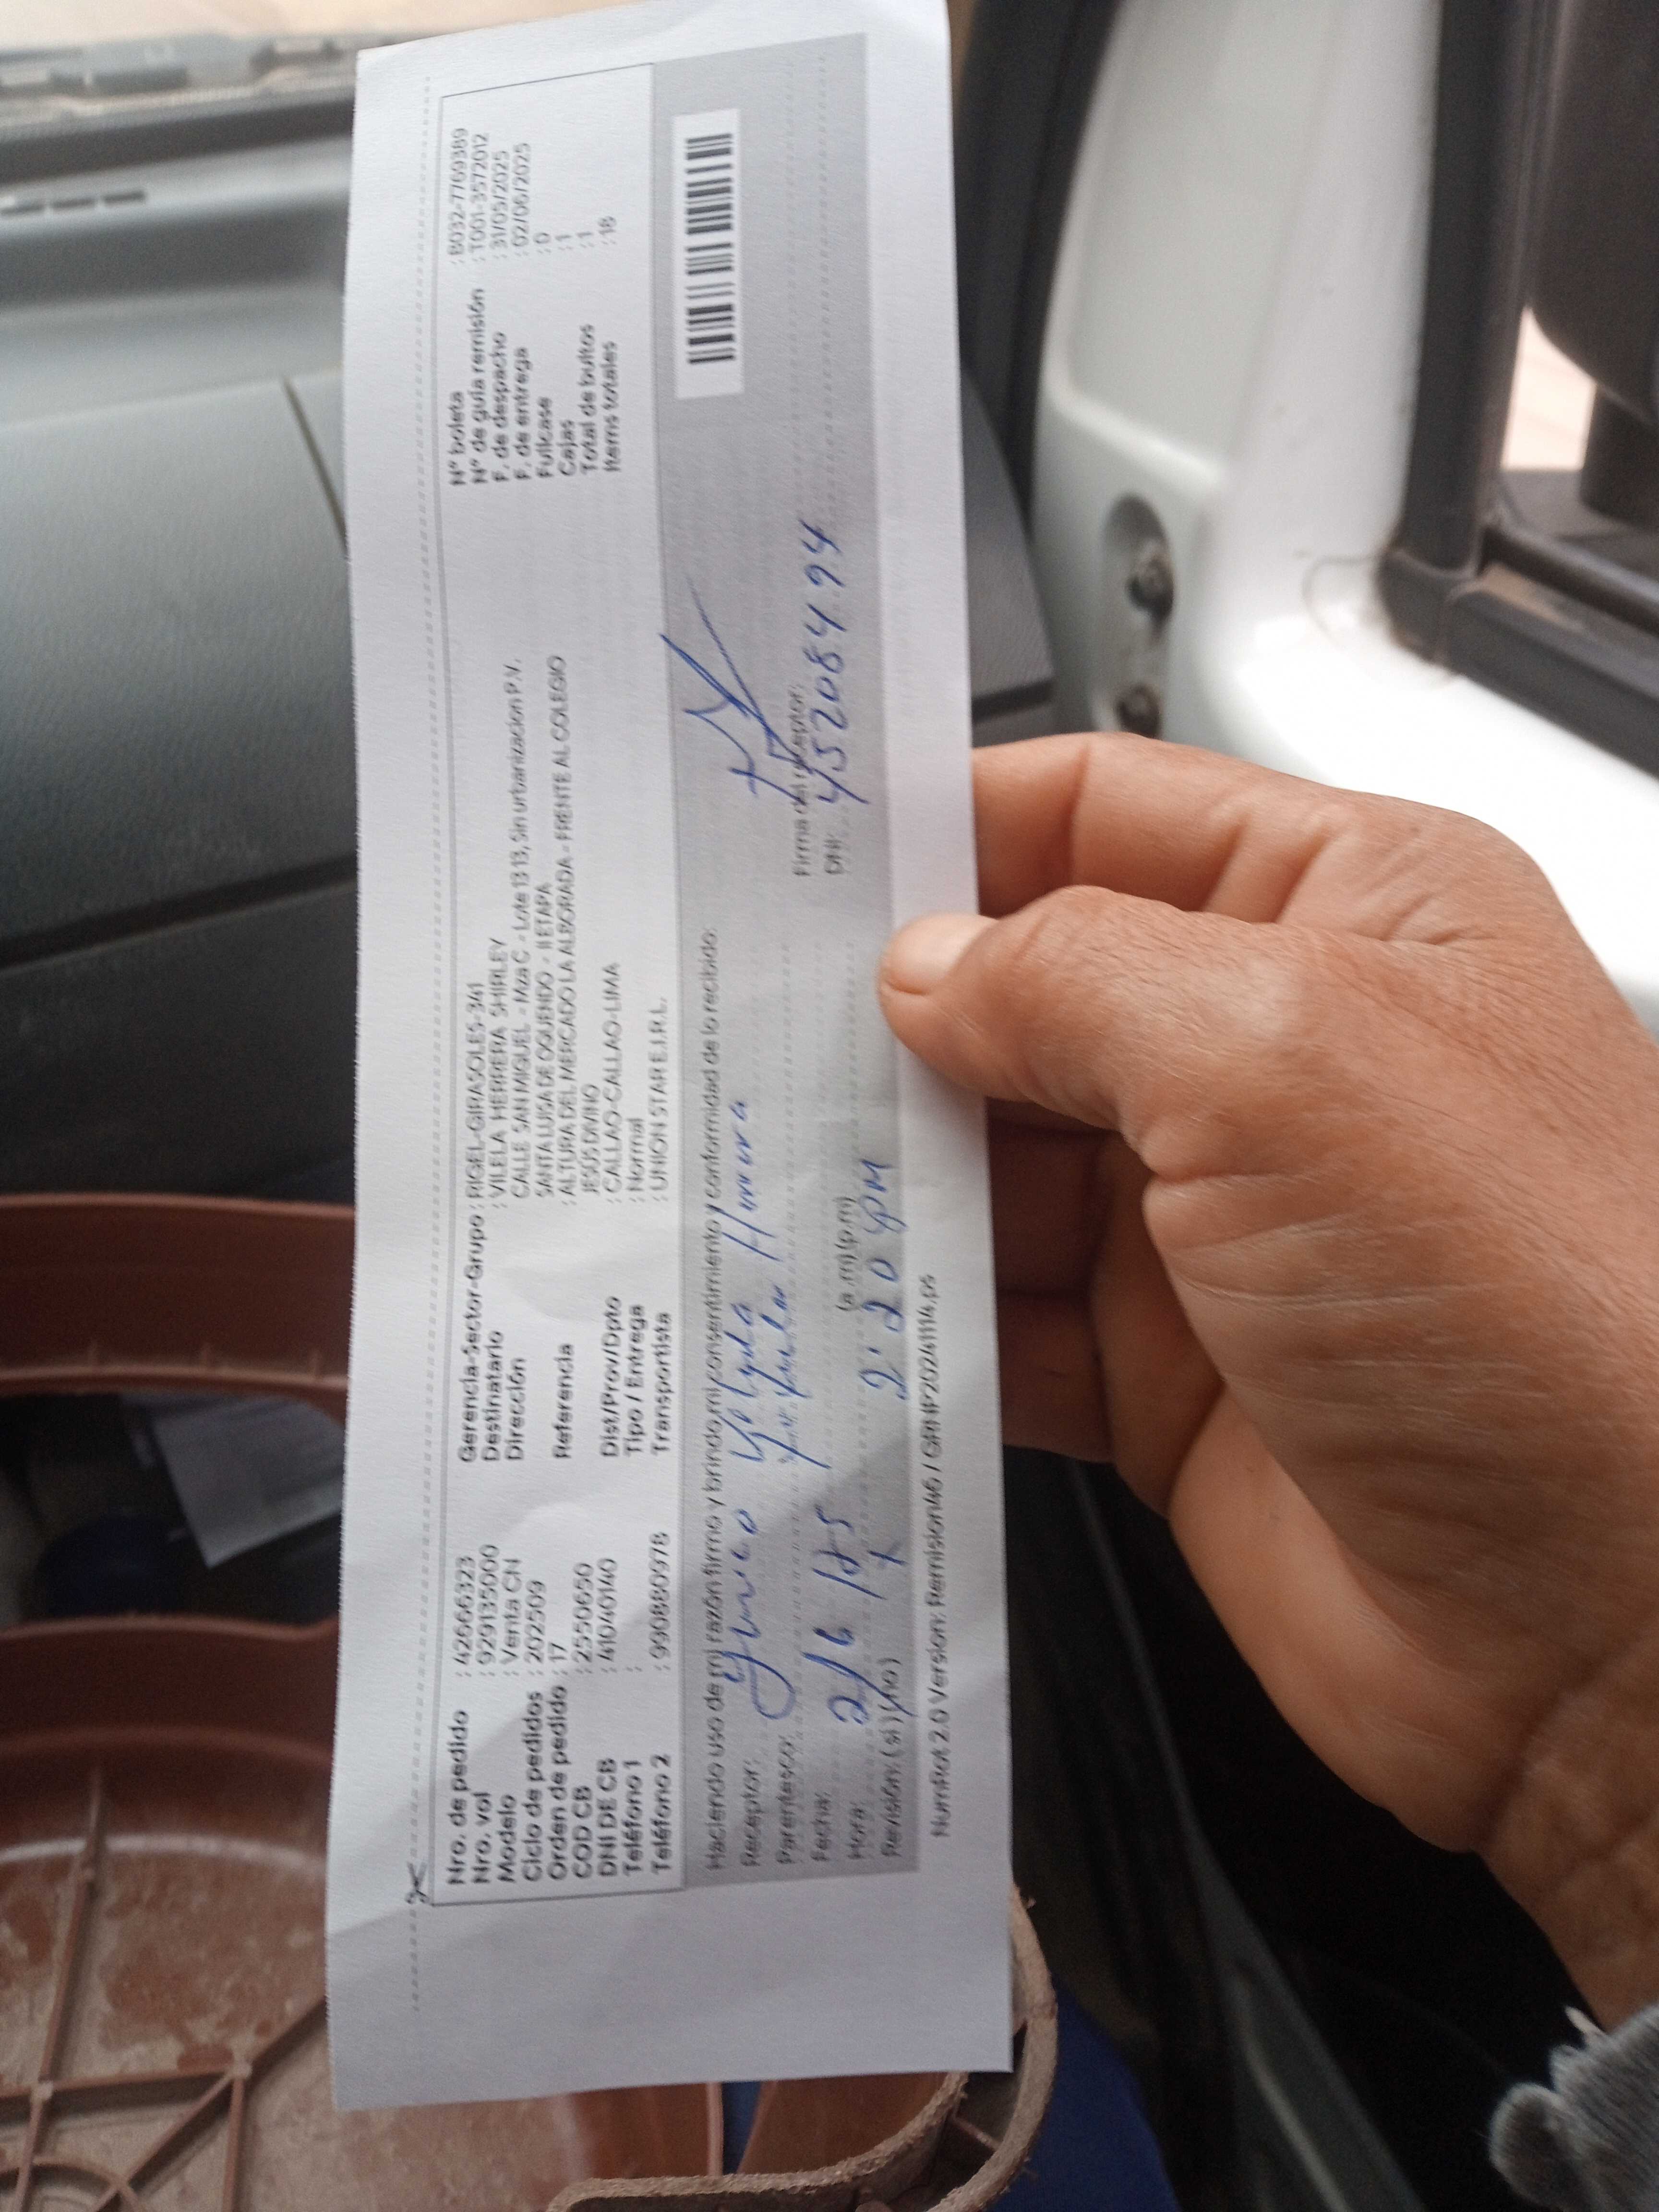 Nro. de pedido : 42666323
Nro. vol : 929135000
Modelo : Venta CN
Ciclo de pedidos : 202509
Orden de pedido : 17
COD CB : 2550650
DNI DE CB : 41040140
Teléfono 1 :
Teléfono 2 : 990880978
Gerencia-Sector-Grupo : RIGEL-GIRASOLES-341
Destinatario : VILELA HERRERA SHIRLEY
Dirección CALLE SAN MIGUEL - Mza C - Lote 13 13, Sin urbanizacion P.V.
SANTA LUISA DE OQUENDO - II ETAPA
Referencia : ALTURA DEL MERCADO LA ALBORADA - FRENTE AL COLEGIO
JESUS DIVINO
Dist/Prov/Dpto : CALLAO-CALLAO-LIMA
Tipo / Entrega : Normal
Transportista : UNION STAR E.I.R.L.
N° boleta : B032-7769389
N° de guía remisión : T001-3572012
F. de despacho : 31/05/2025
F. de entrega : 02/06/2025
Fullcase : 0
Cajas : 1
Total de bultos : 1
Items totales : 18
Haciendo uso de mi razón firmo y brindo mi consentimiento y conformidad de lo recibido:
Receptor:
Parentesco:
Fecha: 2/6/25
Hora: 2:20 pm (a.m) (p.m)
Revisión: (si) (no) x
Firma del receptor:
DNI: 45208494
NumRot 2.0 Version: Remision46 / GRHP20241114.ps